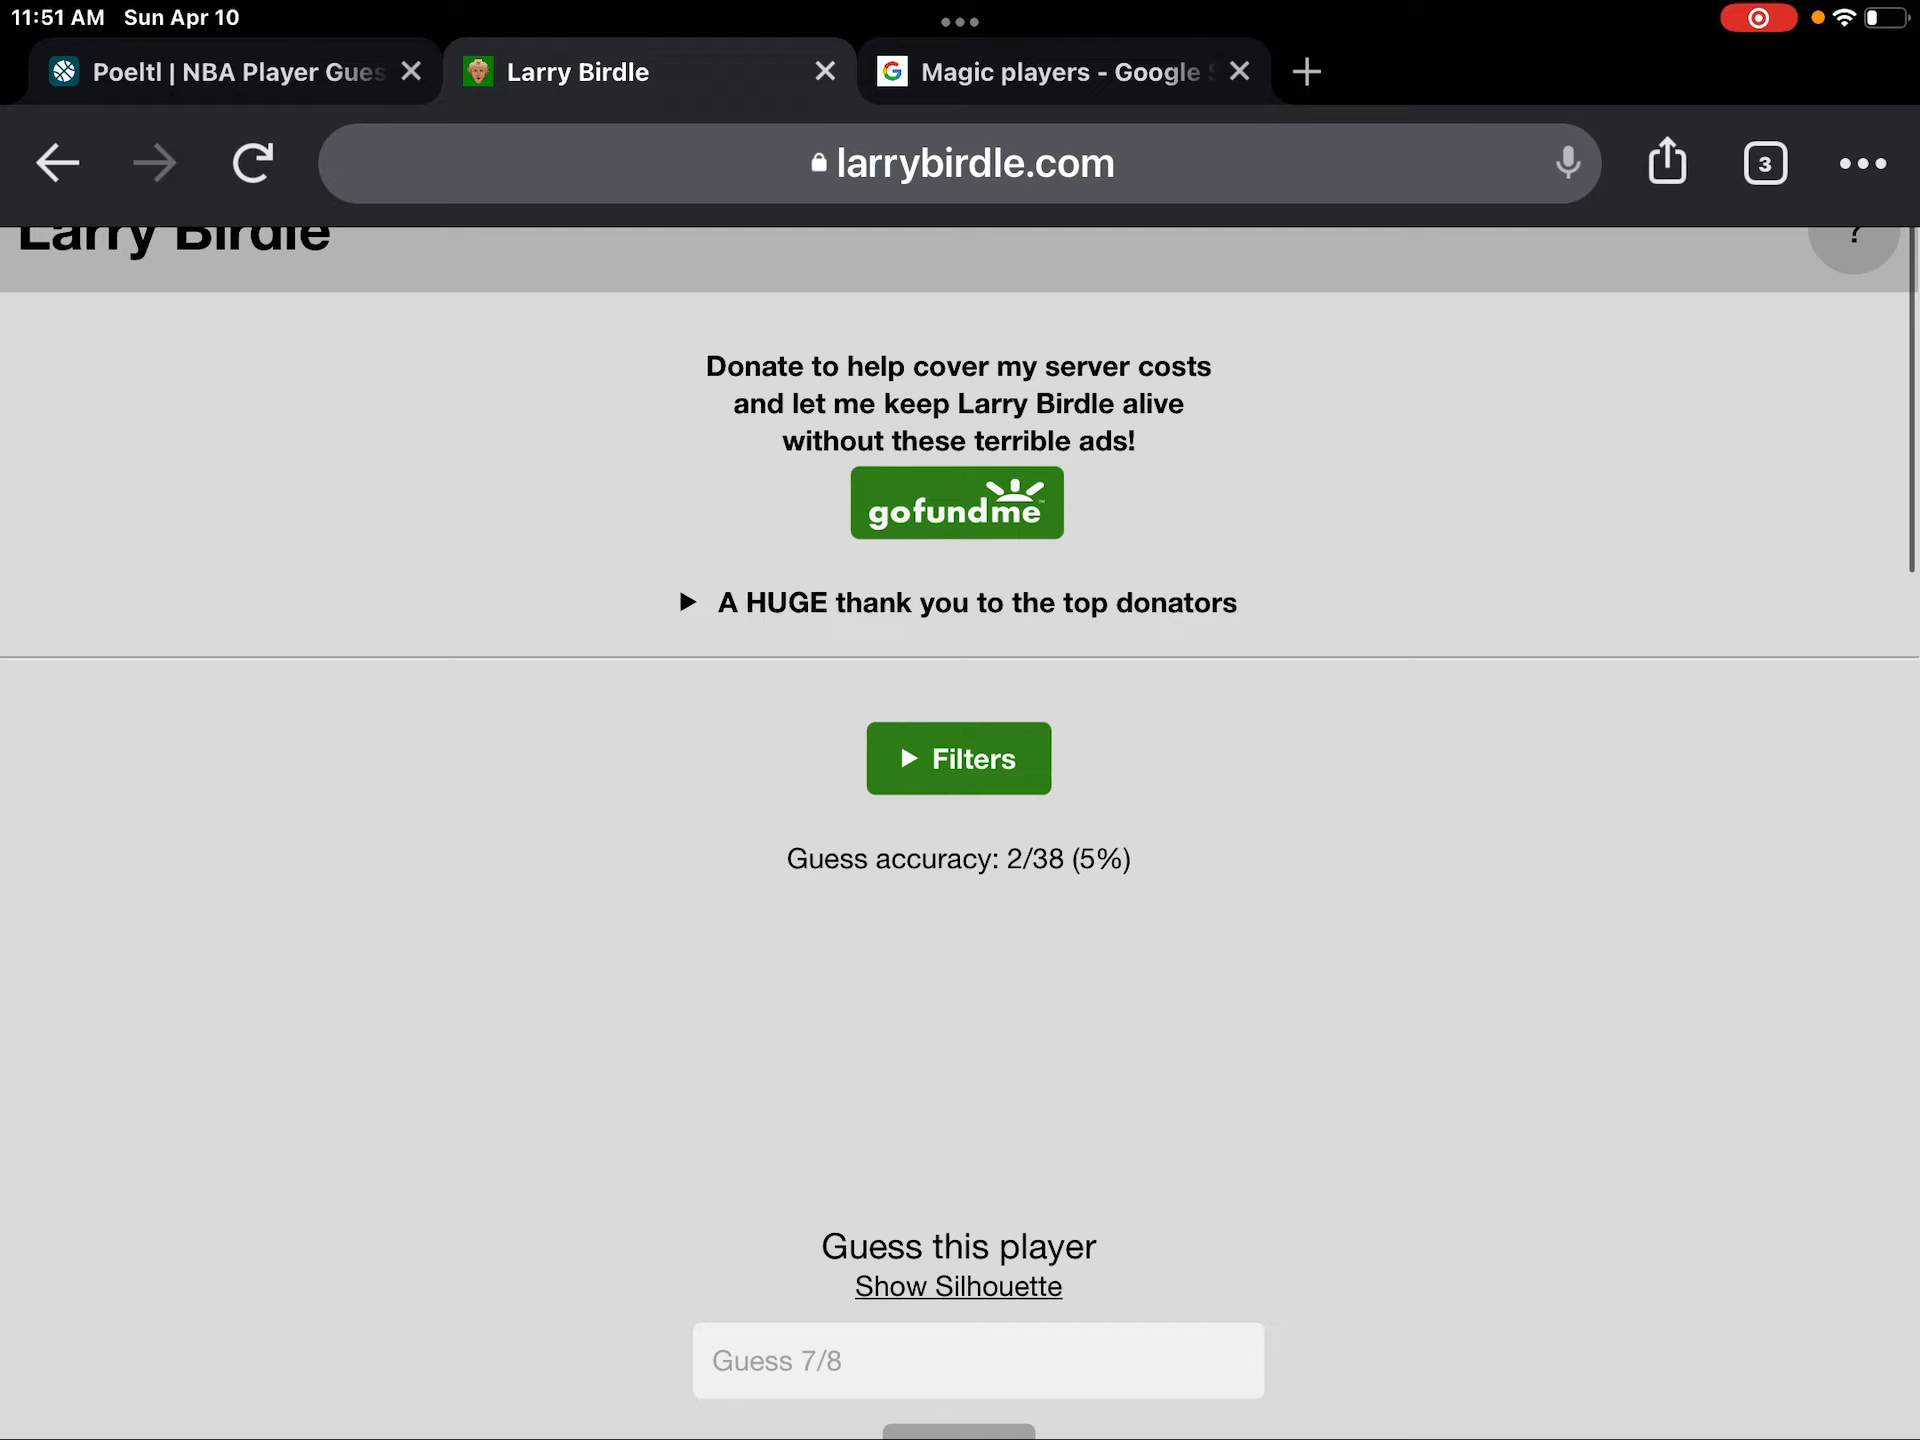 11:51 AM Sun Apr 10
Poeltl | NBA Player Gues
Larry Birdle
Magic players - Google S
larrybirdle.com
3
Larry Birdle
?
Donate to help cover my server costs
and let me keep Larry Birdle alive
without these terrible ads!
gofundme
A HUGE thank you to the top donators
Filters
Guess accuracy: 2/38 (5%)
Guess this player
Show Silhouette
Guess 7/8